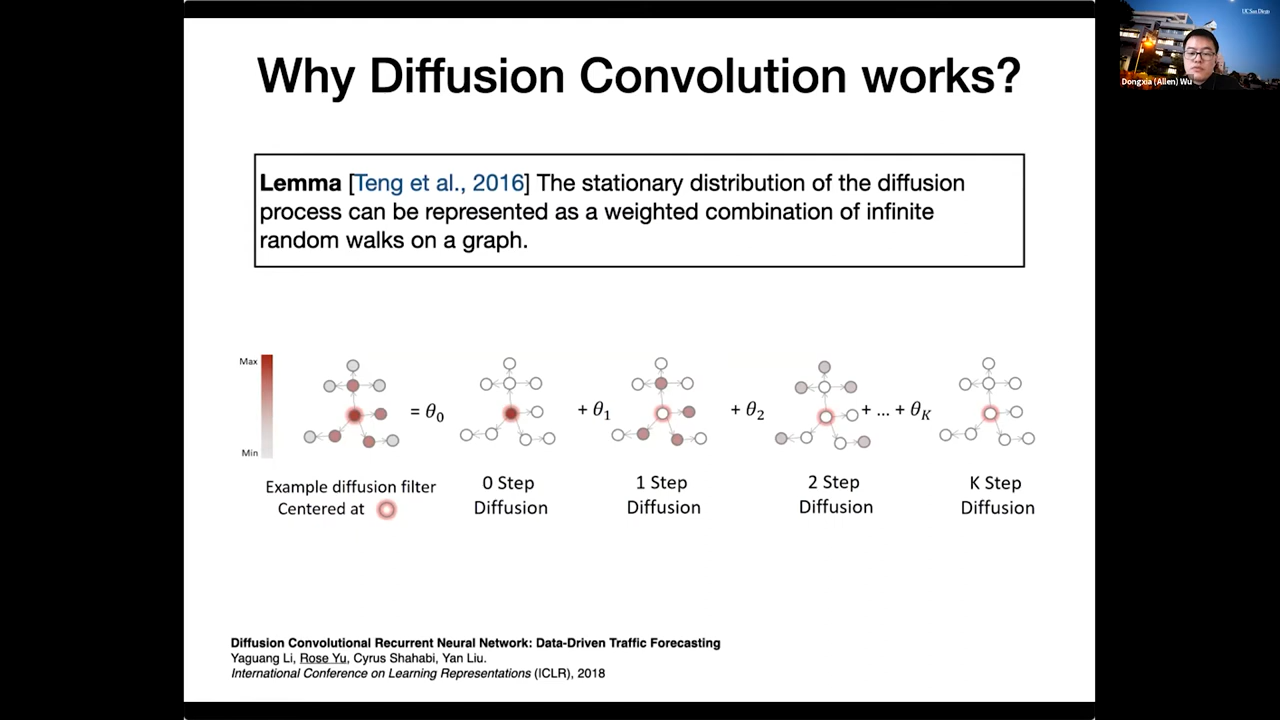 UC San Diego
Dongxia (Allen) Wu
Why Diffusion Convolution works?
Lemma [Teng et al., 2016] The stationary distribution of the diffusion
process can be represented as a weighted combination of infinite
random walks on a graph.
Max
Min
= θ0
+ θ1
+ θ2
+ ... + θK
Example diffusion filter
Centered at
0 Step
Diffusion
1 Step
Diffusion
2 Step
Diffusion
K Step
Diffusion
Diffusion Convolutional Recurrent Neural Network: Data-Driven Traffic Forecasting
Yaguang Li, Rose Yu, Cyrus Shahabi, Yan Liu.
International Conference on Learning Representations (ICLR), 2018